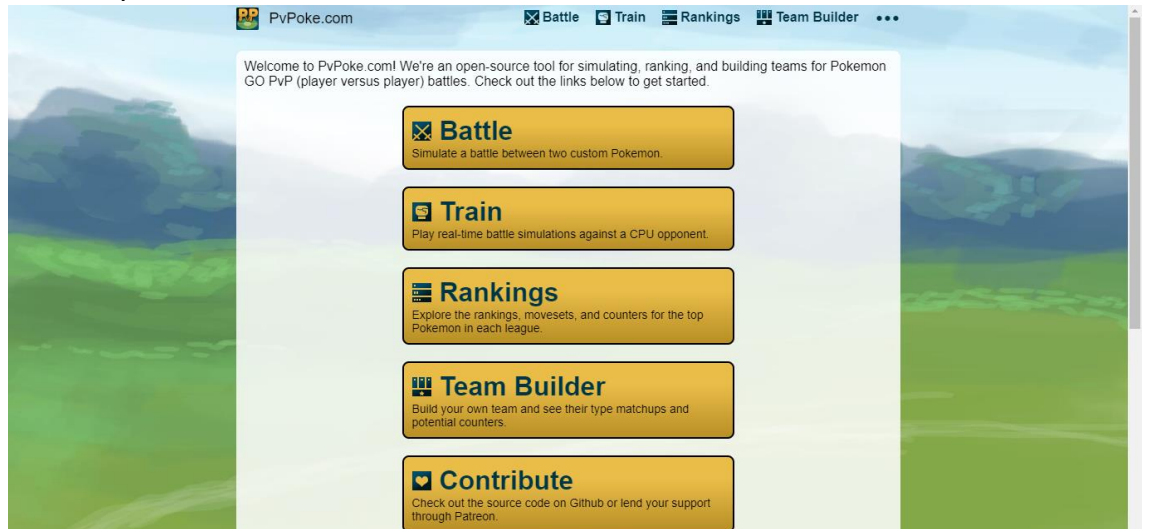 PvPoke.com
Battle Train Rankings Team Builder
Welcome to PvPoke.com! We're an open-source tool for simulating, ranking, and building teams for Pokemon
GO PvP (player versus player) battles. Check out the links below to get started.
Battle
Simulate a battle between two custom Pokemon.
Train
Play real-time battle simulations against a CPU opponent.
Rankings
Explore the rankings, movesets, and counters for the top
Pokemon in each league.
Team Builder
Build your own team and see their type matchups and
potential counters.
Contribute
Check out the source code on Github or lend your support
through Patreon.